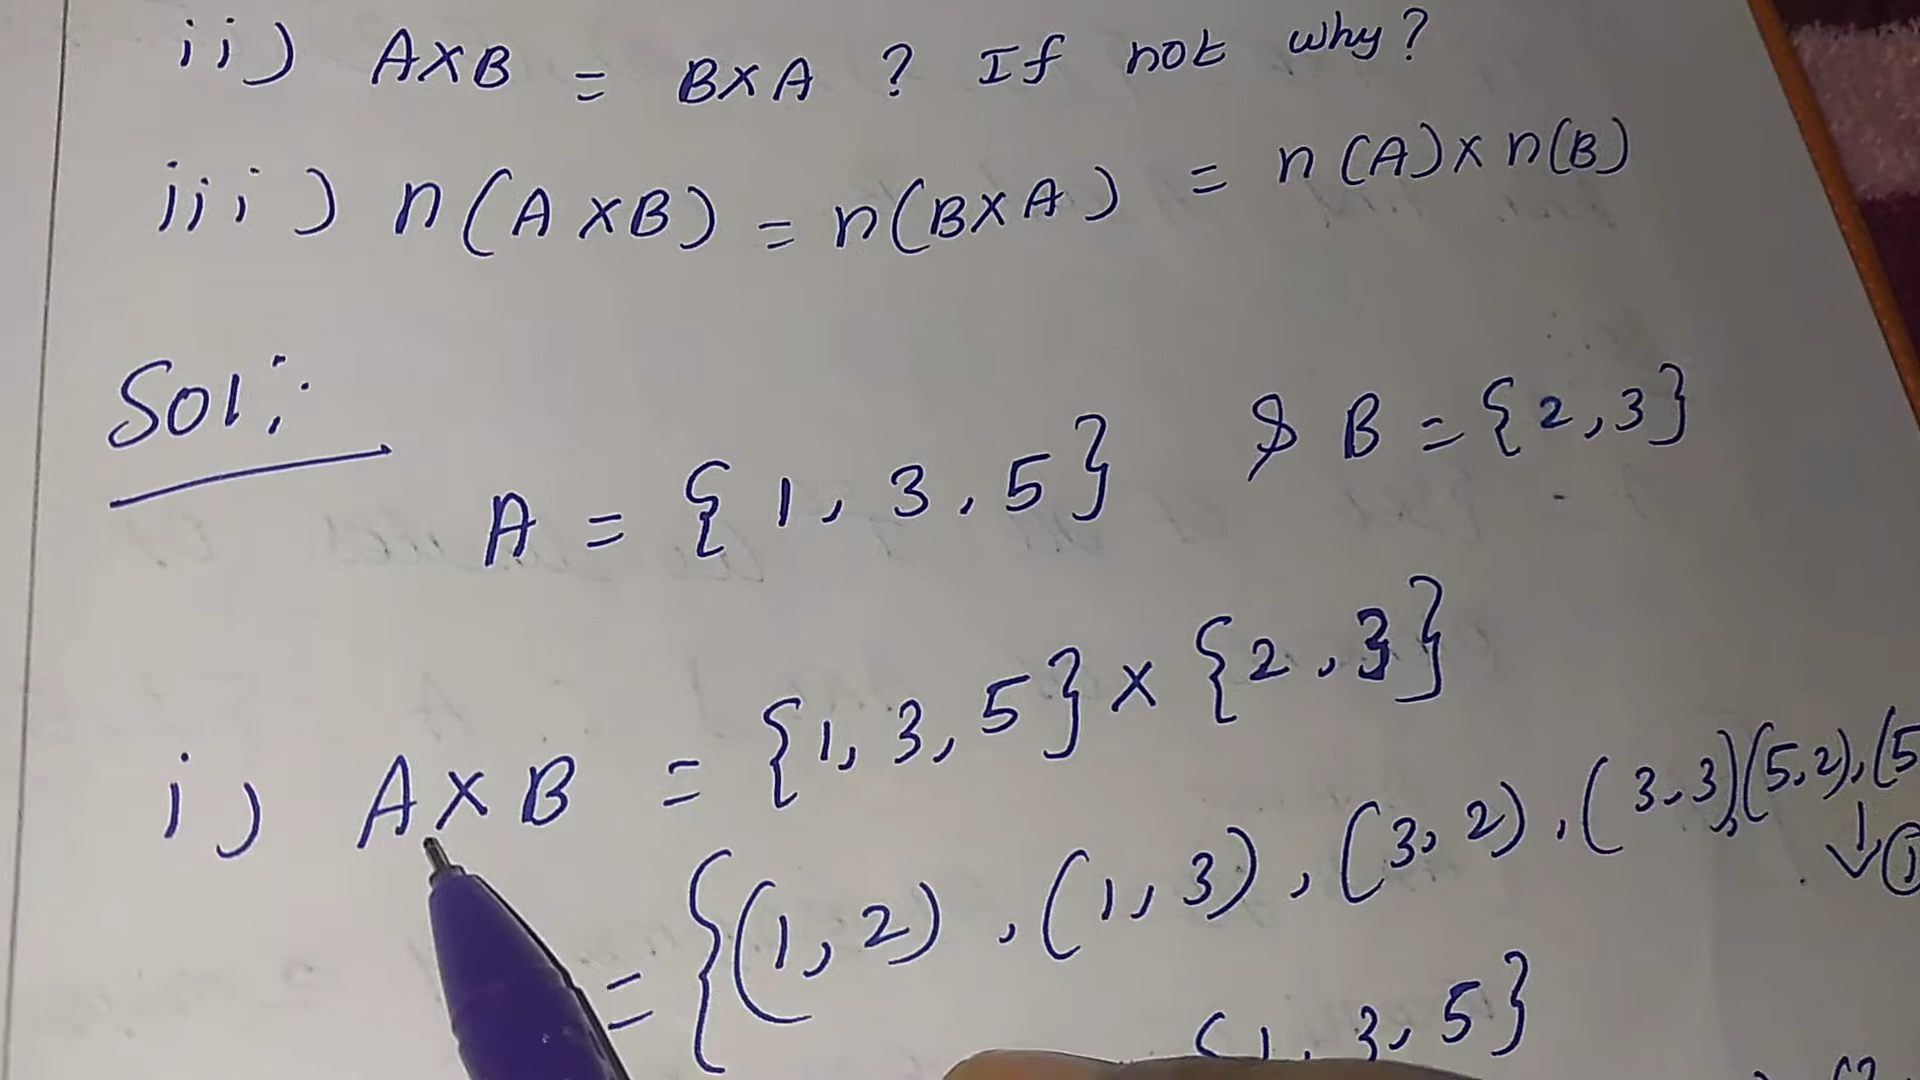 ii) A×B = B×A ? If not why?
iii) n(A×B) = n(B×A) = n(A)×n(B)
Sol:
A = {1, 3, 5} & B = {2, 3}
i) A×B = {1, 3, 5} × {2, 3}
= {(1, 2), (1, 3), (3, 2), (3, 3), (5, 2), (5
↓ ①
{1, 3, 5}